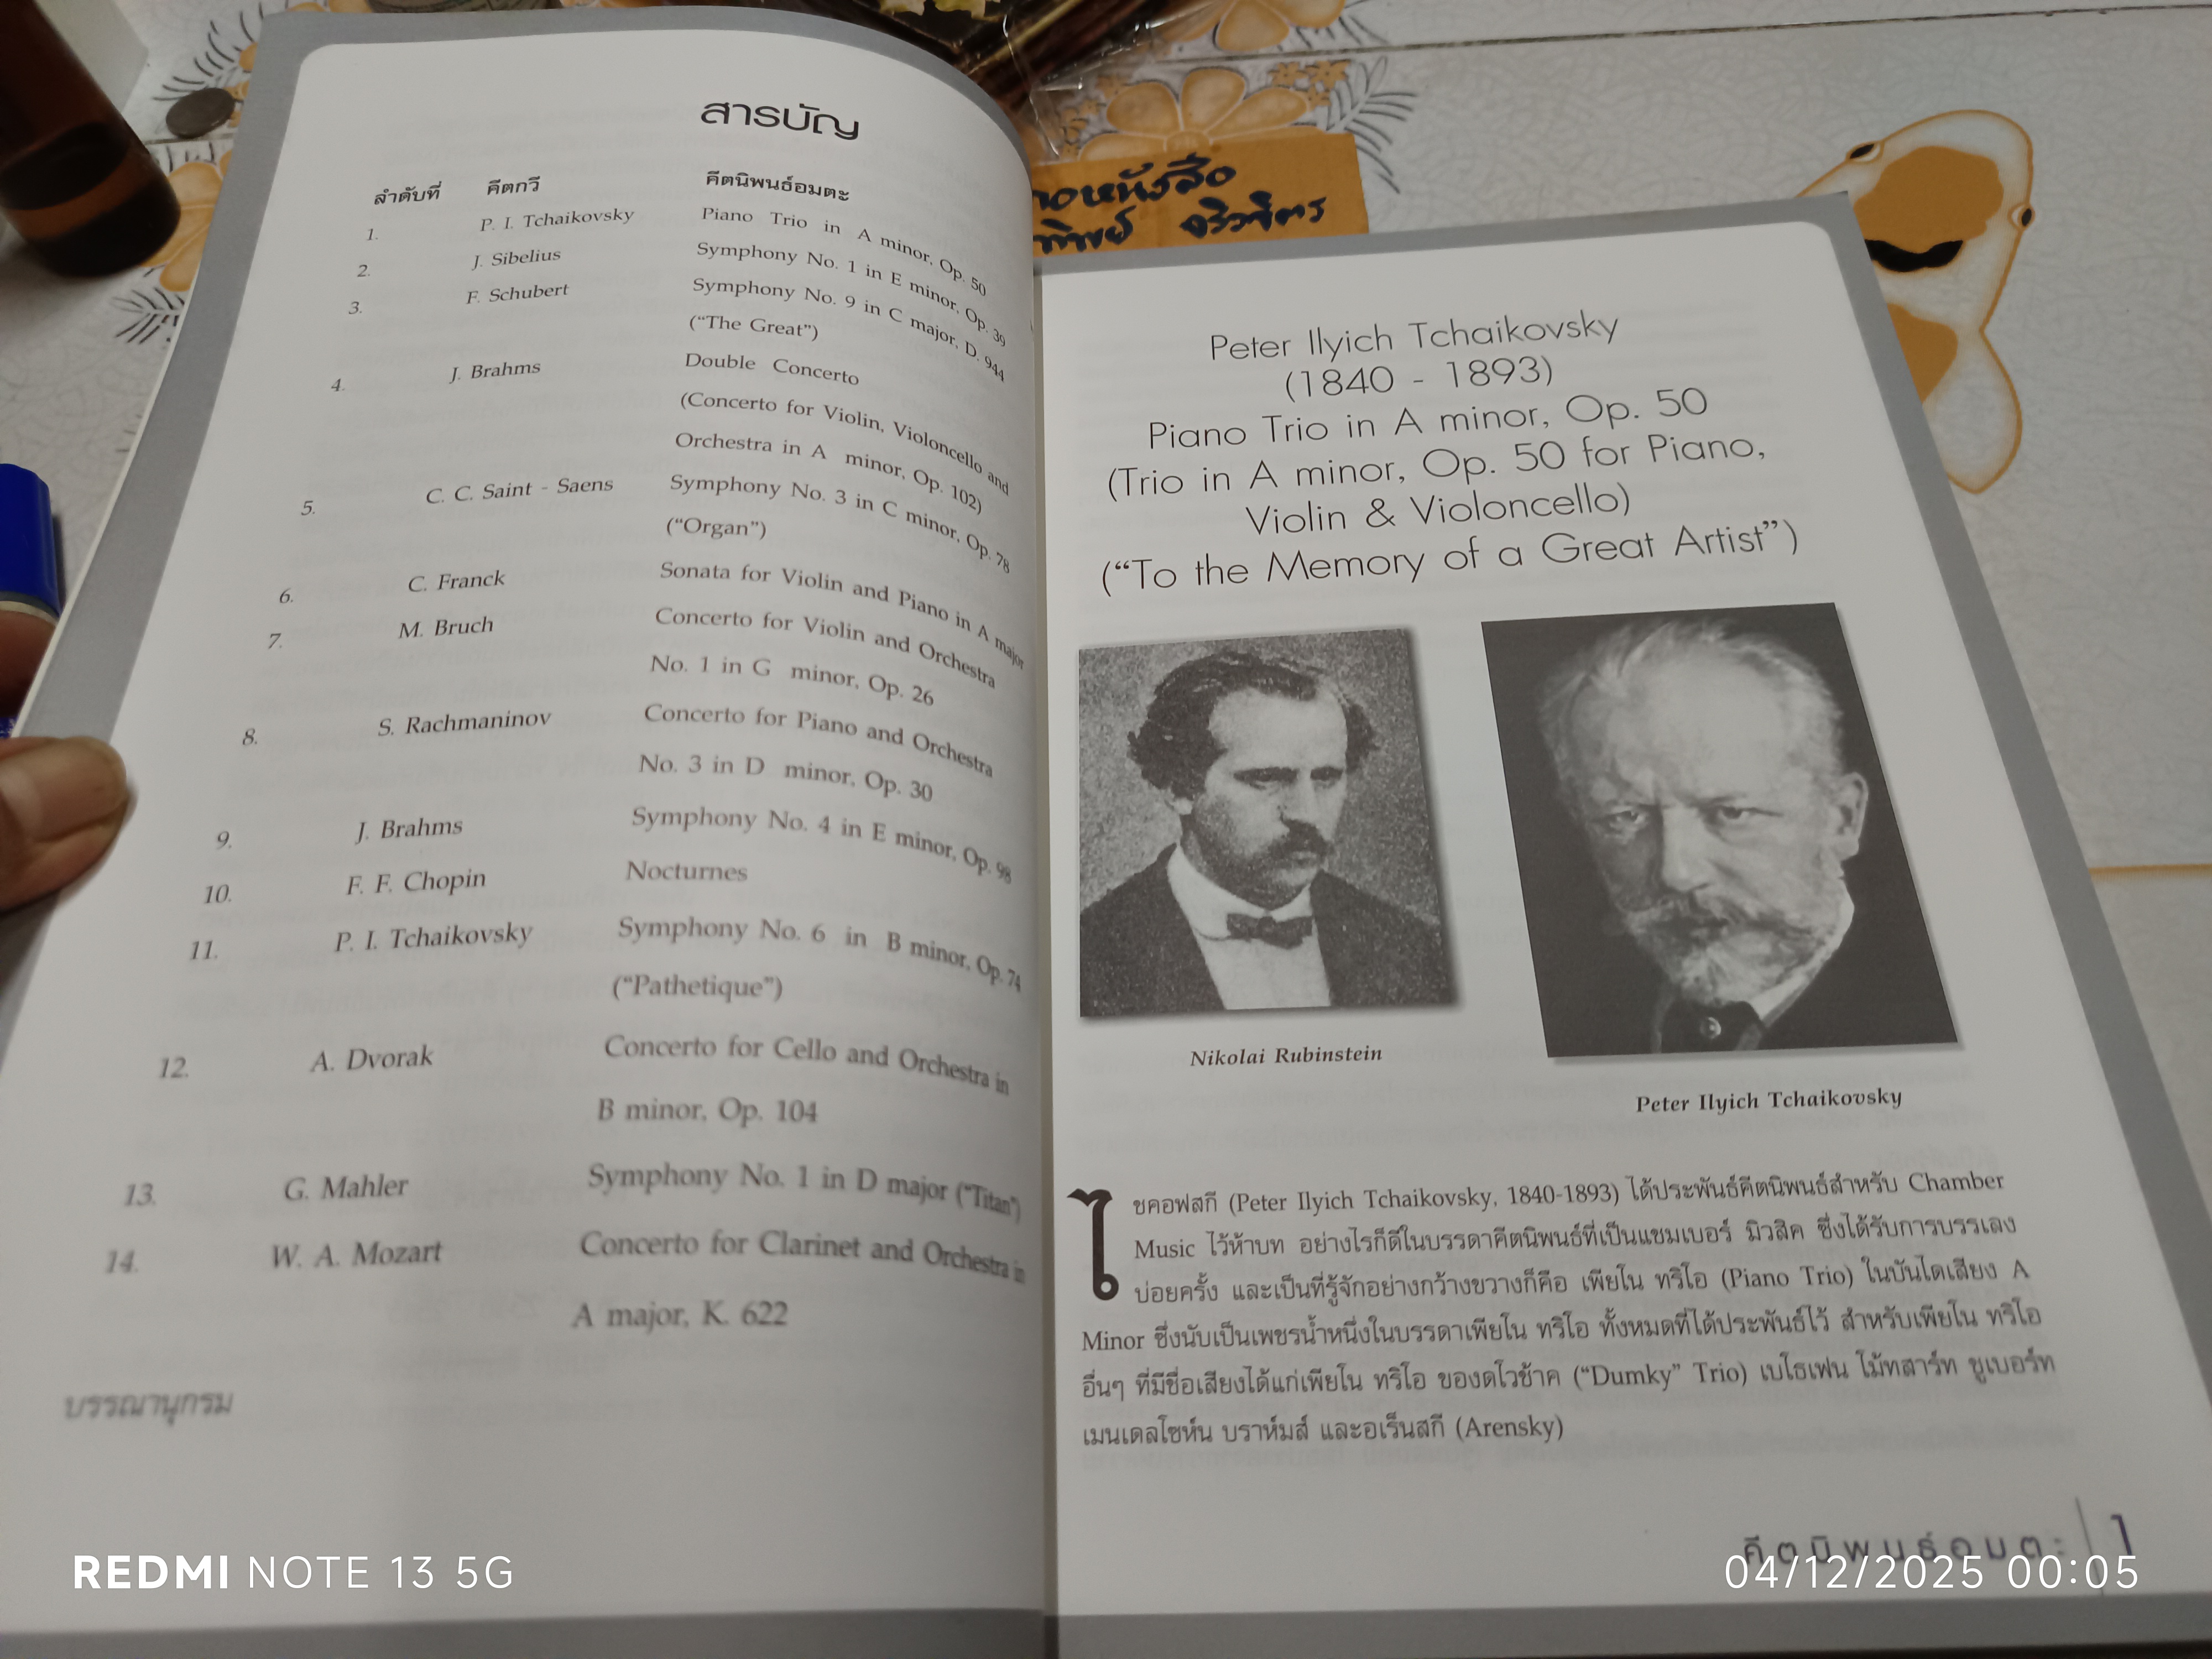 สารบัญ
ลำดับที่ คีตกวี คีตนิพนธ์อมตะ
1. P. I. Tchaikovsky Piano Trio in A minor, Op. 50
2. J. Sibelius Symphony No. 1 in E minor, Op. 39
3. F. Schubert Symphony No. 9 in C major, D. 944
(“The Great”)
4. J. Brahms Double Concerto
(Concerto for Violin, Violoncello and
Orchestra in A minor, Op. 102)
5. C. C. Saint - Saens Symphony No. 3 in C minor, Op. 78
(“Organ”)
6. C. Franck Sonata for Violin and Piano in A major
7. M. Bruch Concerto for Violin and Orchestra
No. 1 in G minor, Op. 26
8. S. Rachmaninov Concerto for Piano and Orchestra
No. 3 in D minor, Op. 30
9. J. Brahms Symphony No. 4 in E minor, Op. 98
10. F. F. Chopin Nocturnes
11. P. I. Tchaikovsky Symphony No. 6 in B minor, Op. 74
(“Pathetique”)
12. A. Dvorak Concerto for Cello and Orchestra in
B minor, Op. 104
13. G. Mahler Symphony No. 1 in D major (“Titan”)
14. W. A. Mozart Concerto for Clarinet and Orchestra in
A major, K. 622
บรรณานุกรม
หนังสือ
Peter Ilyich Tchaikovsky
(1840 - 1893)
Piano Trio in A minor, Op. 50
(Trio in A minor, Op. 50 for Piano,
Violin & Violoncello)
(“To the Memory of a Great Artist”)
Nikolai Rubinstein
Peter Ilyich Tchaikovsky
ไชคอฟสกี (Peter Ilyich Tchaikovsky, 1840-1893) ได้ประพันธ์คีตนิพนธ์สำหรับ Chamber
Music ไว้ห้าบท อย่างไรก็ดีในบรรดาคีตนิพนธ์ที่เป็นแชมเบอร์ มิวสิค ซึ่งได้รับการบรรเลง
บ่อยครั้ง และเป็นที่รู้จักอย่างกว้างขวางก็คือ เพียโน ทริโอ (Piano Trio) ในบันไดเสียง A
Minor ซึ่งนับเป็นเพชรน้ำหนึ่งในบรรดาเพียโน ทริโอ ทั้งหมดที่ได้ประพันธ์ไว้ สำหรับเพียโน ทริโอ
อื่นๆ ที่มีชื่อเสียงได้แก่เพียโน ทริโอ ของดโวช้าค (“Dumky” Trio) เบโธเฟน โม้ทสาร์ท ชูเบอร์ท
เมนเดลโซห์น บราห์มส์ และอเร็นสกี (Arensky)
คีตนิพนธ์อมตะ 1
REDMI NOTE 13 5G
04/12/2025 00:05